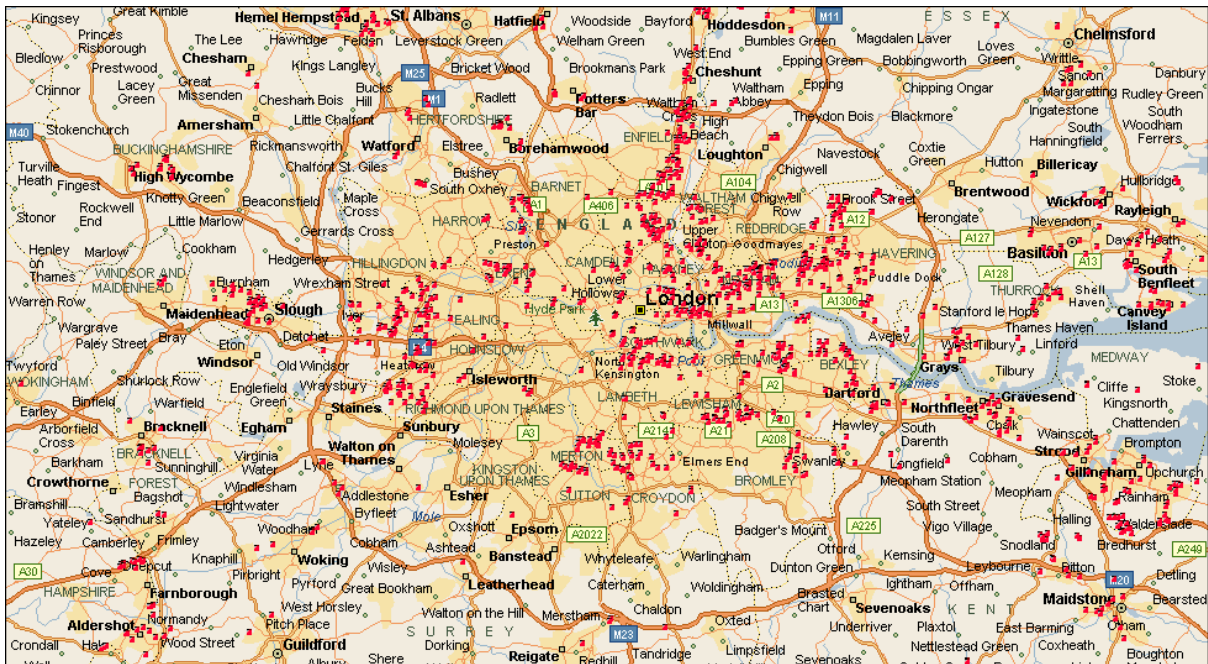 Kingsey
Great Kimble
Hemel Hempstead
St. Albans
Hatfield
Woodside
Bayford
Hoddesdon
M11
ESSEX
Princes
Risborough
The Lee
Hawridge
Felden
Leverstock Green
Welham Green
West End
Bumbles Green
Magdalen Laver
Loves
Green
Chelmsford
Bledlow
Prestwood
Chesham
Kings Langley
M25
Bricket Wood
Brookmans Park
Cheshunt
Epping Green
Bobbingworth
Writtle
Sandon
Danbury
Chinnor
Lacey
Green
Great
Missenden
Chesham Bois
Bucks
Hill
M1
Radlett
Potters
Bar
Waltham
Cross
Waltham
Abbey
Epping
Chipping Ongar
Margaretting
Rudley Green
M40
Stokenchurch
Amersham
Little Chalfont
HERTFORDSHIRE
High
Beach
Theydon Bois
Blackmore
Ingatestone
South
Hanningfield
South
Woodham
Ferrers
BUCKINGHAMSHIRE
Rickmansworth
Watford
Elstree
Borehamwood
ENFIELD
Loughton
Navestock
Coxtie
Green
Turville
Heath
Fingest
High Wycombe
Chalfont St. Giles
Bushey
South Oxhey
BARNET
A104
Chigwell
Hutton
Billericay
Hullbridge
Knotty Green
Beaconsfield
Maple
Cross
A1
A406
WALTHAM
FOREST
Chigwell
Row
Brook Street
Brentwood
Wickford
Stonor
Rockwell
End
Little Marlow
Gerrards Cross
HARROW
ENGLAND
REDBRIDGE
A12
Herongate
Nevendon
Rayleigh
Henley
on
Thames
Marlow
Cookham
Hedgerley
Preston
Upper
Clapton
Goodmayes
HAVERING
A127
Basildon
Daws Heath
WINDSOR AND
MAIDENHEAD
Burnham
Wrexham Street
HILLINGDON
BRENT
CAMDEN
HACKNEY
Lower
Holloway
Puddle Dock
A128
A13
South
Benfleet
Warren Row
Maidenhead
Slough
Iver
Hyde Park
London
A13
A1306
THURROCK
Shell
Haven
Canvey
Island
Wargrave
Paley Street
Bray
Eton
Datchet
EALING
Millwall
Aveley
Stanford le Hope
Thames Haven
Twyford
Windsor
Old Windsor
HOUNSLOW
SOUTHWARK
Pool
GREENWICH
BEXLEY
West Tilbury
Linford
MEDWAY
WOKINGHAM
Shurlock Row
Wraysbury
Isleworth
North
Kensington
A2
Thames
Grays
Tilbury
Cliffe
Stoke
Earley
Binfield
Warfield
Englefield
Green
Staines
RICHMOND UPON THAMES
LAMBETH
LEWISHAM
Dartford
Northfleet
Gravesend
Kingsnorth
Arborfield
Cross
Bracknell
Egham
Sunbury
A3
A214
A21
A20
Hawley
South
Darenth
Chalk
Chattenden
Barkham
BRACKNELL
Sunninghill
Virginia
Water
Walton on
Thames
Molesey
MERTON
A208
Wainscot
Strood
Brompton
Crowthorne
FOREST
Bagshot
Windlesham
Lyne
KINGSTON
UPON THAMES
Elmers End
Swanley
Longfield
Cobham
Gillingham
Upchurch
Bramshill
Lightwater
Addlestone
Esher
SUTTON
CROYDON
BROMLEY
Meopham Station
Meopham
Rainham
Yateley
Sandhurst
Byfleet
Mole
Oxshott
Epsom
A2022
Badger's Mount
A225
South Street
Halling
Walderslade
Hazeley
Camberley
Frimley
Woodham
Woking
Cobham
Ashtead
Banstead
Whyteleafe
Warlingham
Otford
Vigo Village
Snodland
Bredhurst
A249
A30
Cove
Deepcut
Knaphill
Pirbright
Pyrford
Wisley
Leatherhead
Caterham
Woldingham
Dunton Green
Kemsing
Leybourne
Ditton
M20
Detling
HAMPSHIRE
Farnborough
West Horsley
Great Bookham
Walton on the Hill
Chaldon
Brasted
Chart
Ightham
Offham
Maidstone
Bearsted
Aldershot
Normandy
Pitch Place
SURREY
Merstham
M23
Oxted
Sevenoaks
KENT
Crondall
Wood Street
Guildford
Dorking
Reigate
Redhill
Tandridge
Limpsfield
Underriver
Plaxtol
East Barming
Otham
Shere
Sevenoaks
Nettlestead Green
Coxheath
Boughton